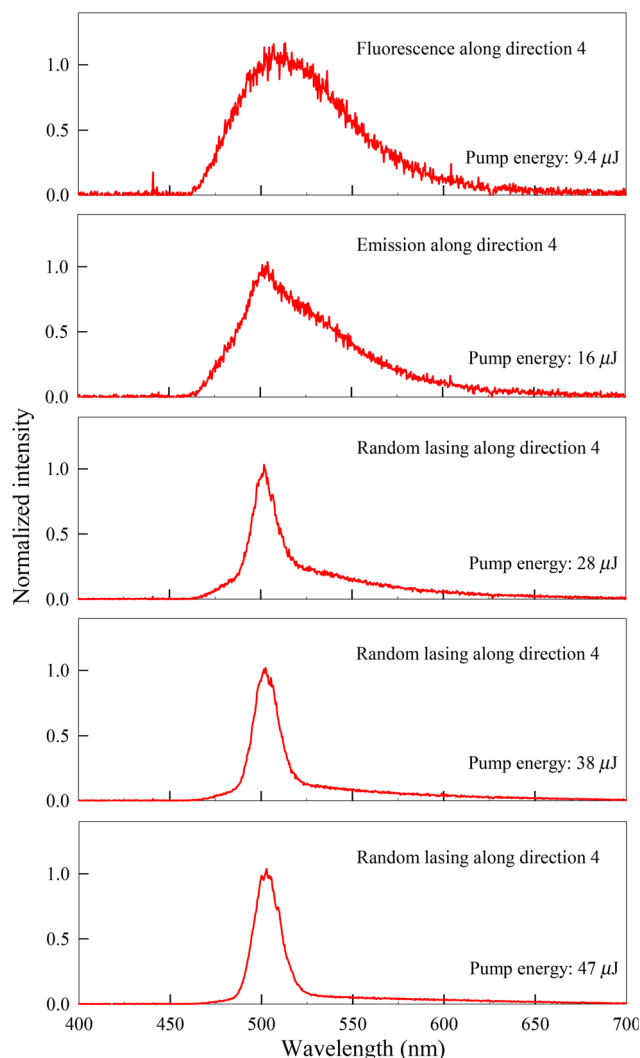 Fluorescence along direction 4
1.0
0.5
Pump energy: 9.4 μJ
0.0
Emission along direction 4
1.0
0.5
Pump energy: 16 μJ
0.0
Random lasing along direction 4
1.0
0.5
Pump energy: 28 μJ
0.0
Normalized intensity
Random lasing along direction 4
1.0
0.5
Pump energy: 38 μJ
0.0
Random lasing along direction 4
1.0
0.5
Pump energy: 47 μJ
0.0
400 450 500 550 600 650 700
Wavelength (nm)